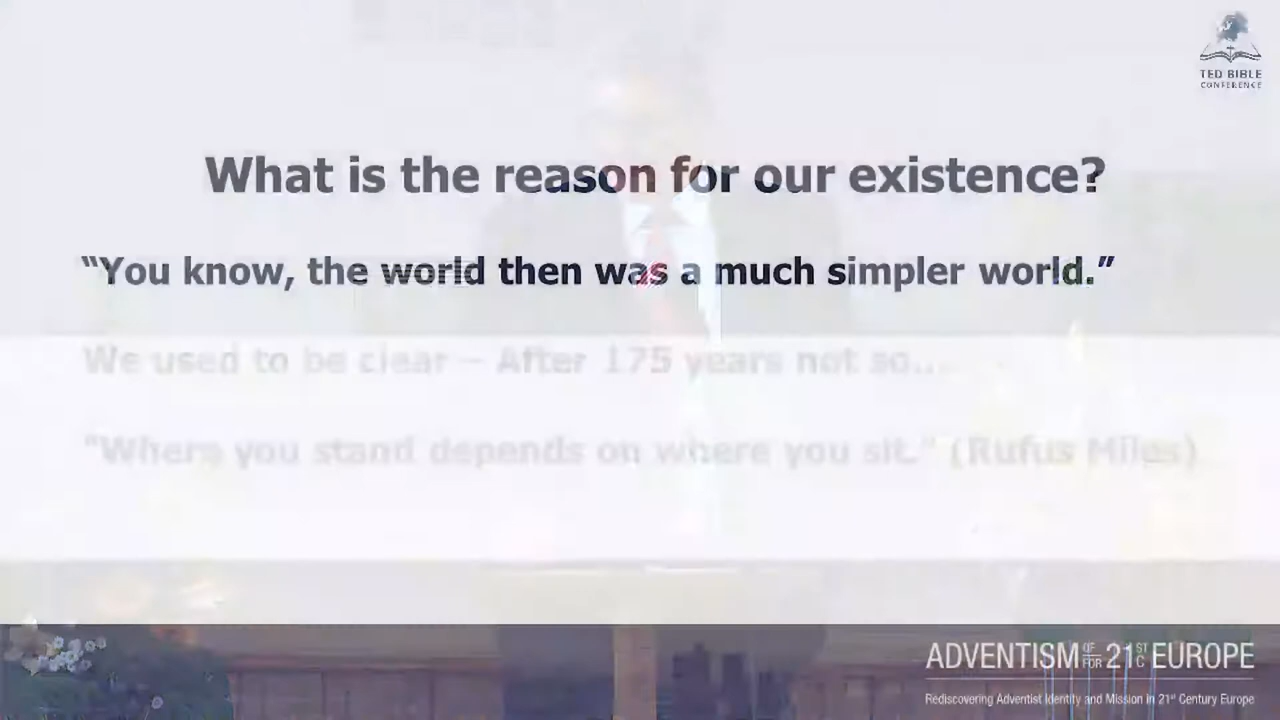 TED BIBLE
CONFERENCE
What is the reason for our existence?
“You know, the world then was a much simpler world.”
We used to be clear – After 175 years not so....
"Where you stand depends on where you sit." (Rufus Miles)
ADVENTISM OF FOR 21 ST C EUROPE
Rediscovering Adventist Identity and Mission in 21st Century Europe